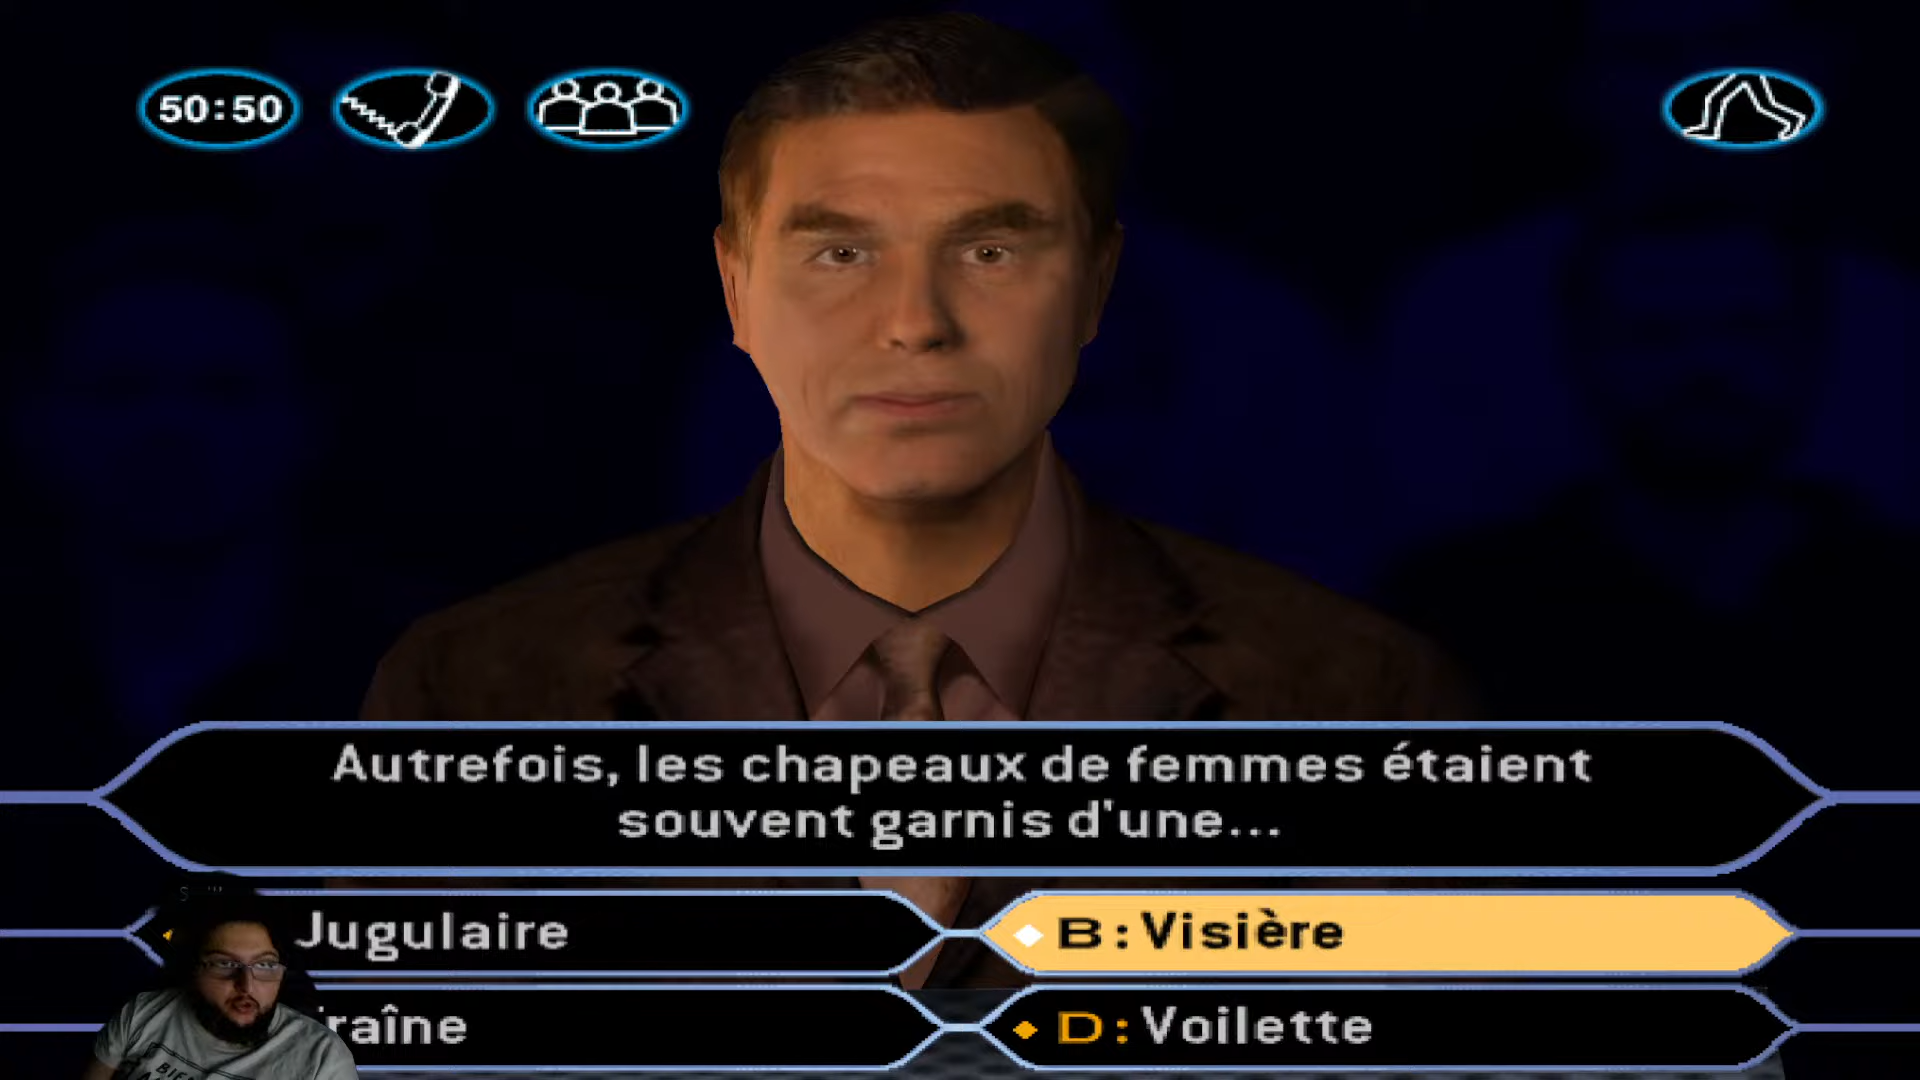 50:50
Autrefois, les chapeaux de femmes étaient
souvent garnis d'une...
Jugulaire
B: Visière
raîne
D: Voilette